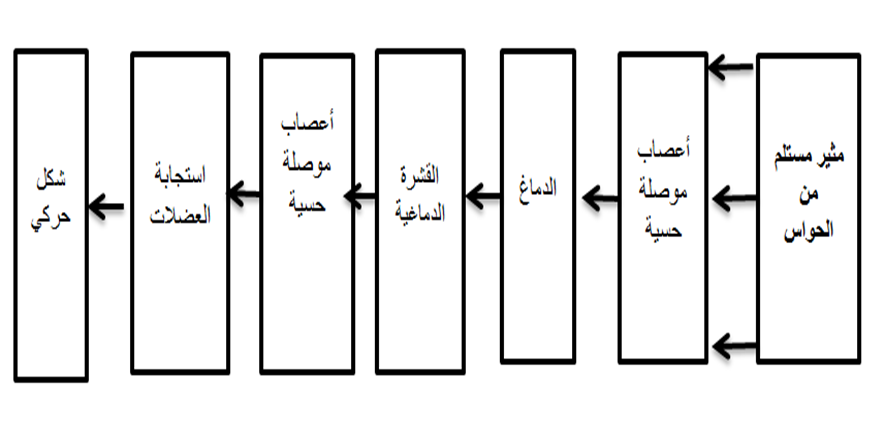 مثير مستلم
من
الحواس
أعصاب
موصلة
حسية
الدماغ
القشرة
الدماغية
أعصاب
موصلة
حسية
استجابة
العضلات
شكل
حركي